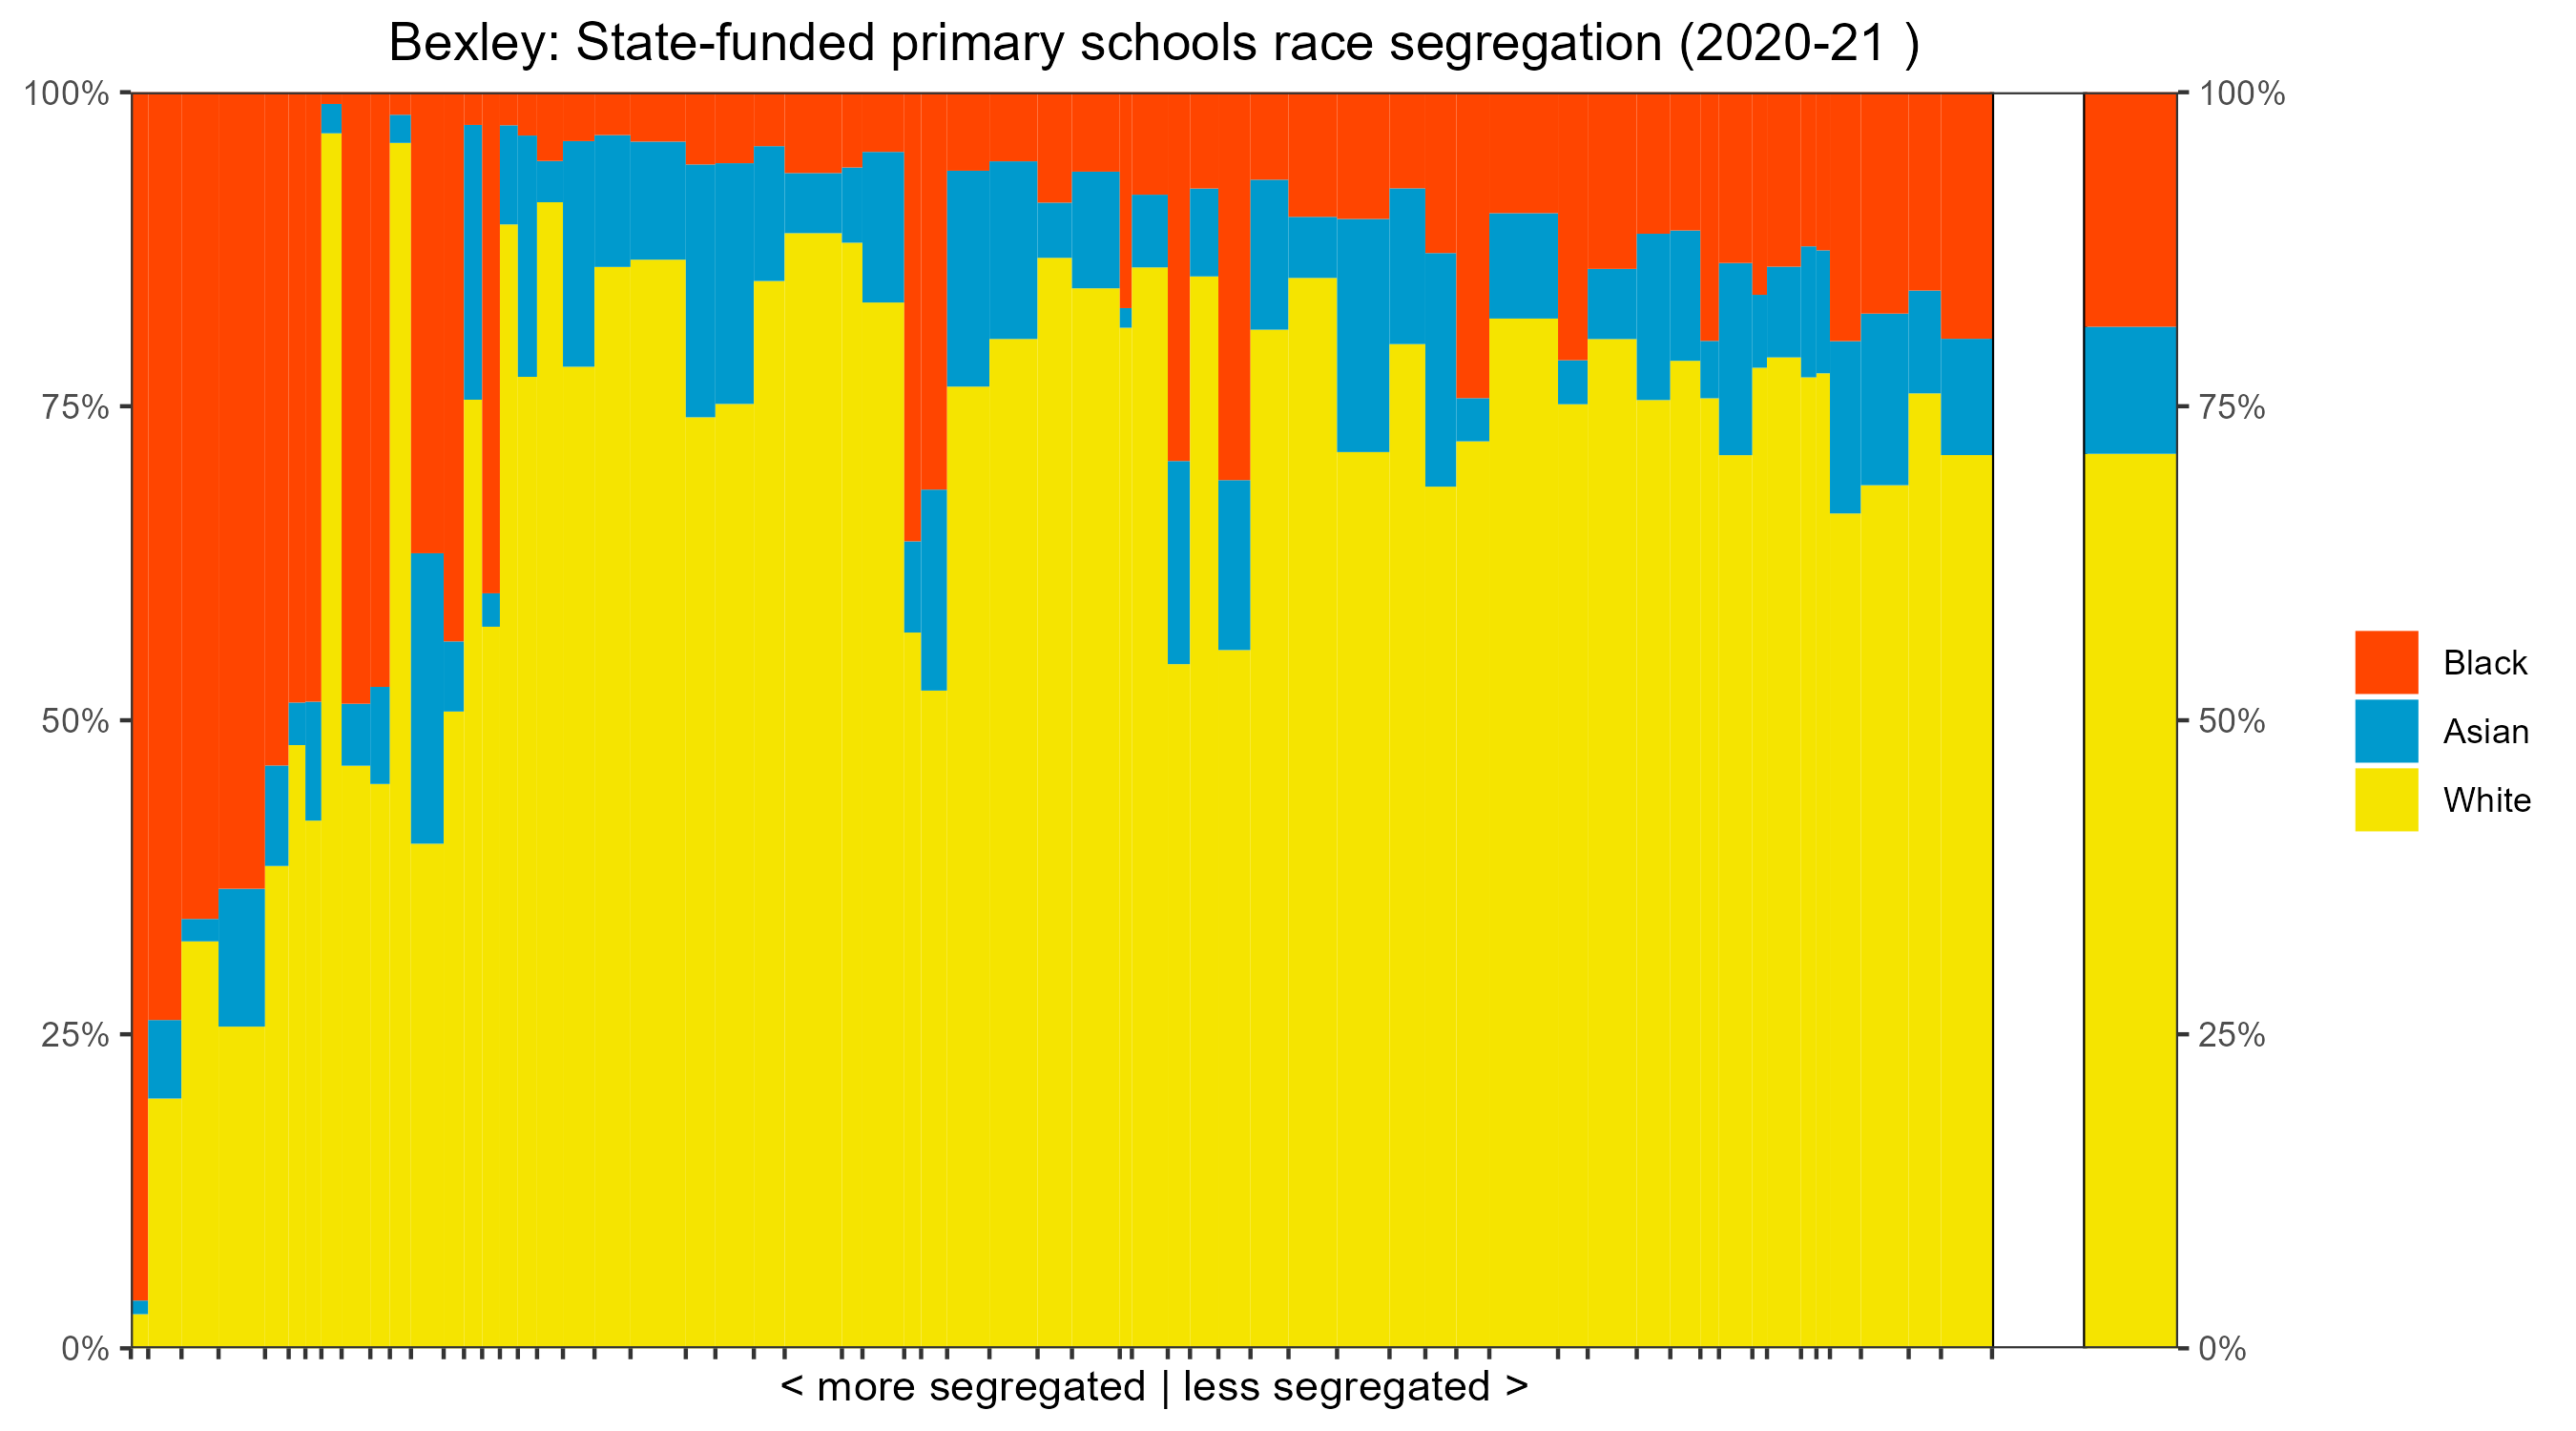 Bexley: State-funded primary schools race segregation (2020-21 )
100%
75%
50%
25%
0%
100%
75%
50%
25%
0%
Black
Asian
White
< more segregated | less segregated >